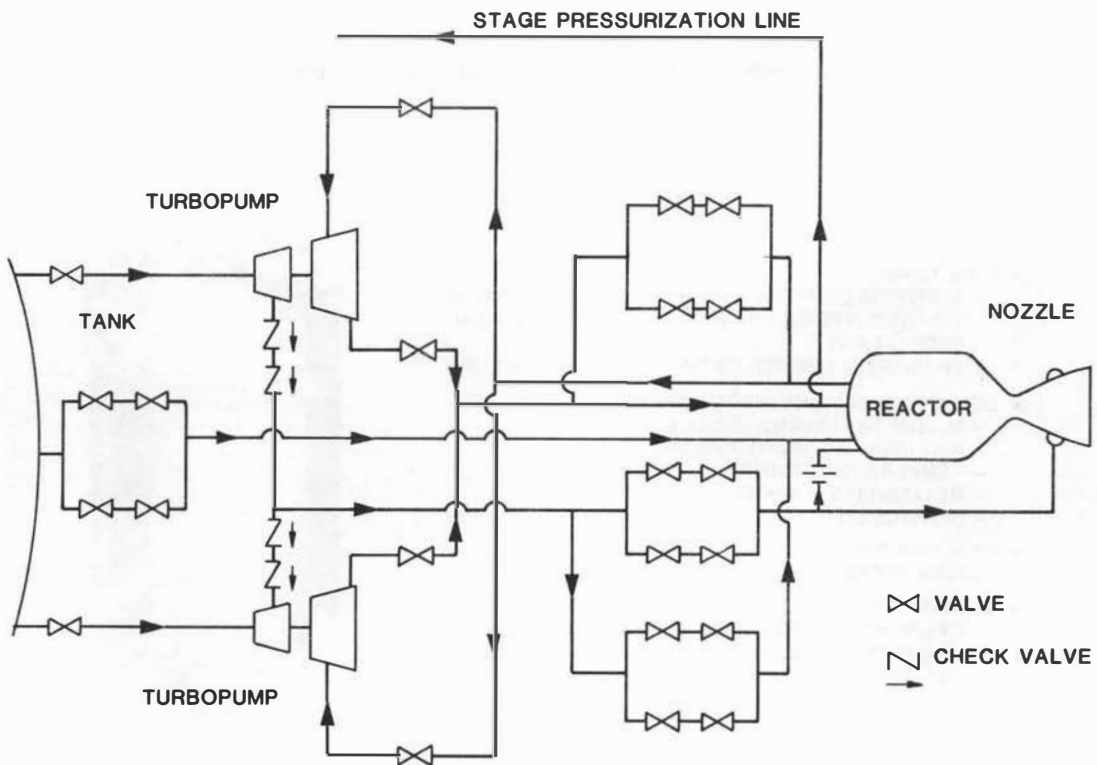 STAGE PRESSURIZATION LINE
TURBOPUMP
TANK
NOZZLE
REACTOR
VALVE
CHECK VALVE
TURBOPUMP